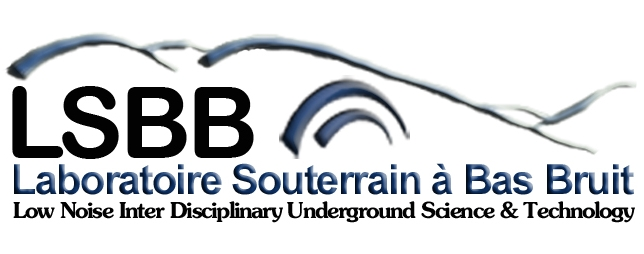 LSBB
Laboratoire Souterrain à Bas Bruit
Low Noise Inter Disciplinary Underground Science & Technology